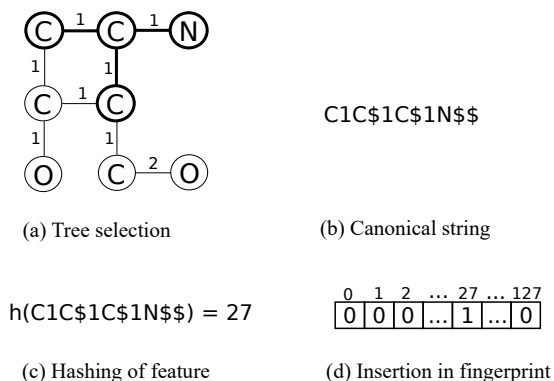 C 1 C 1 N
1 1
C 1 C
1 1
O C 2 O
(a) Tree selection
C1C$1C$1N$$
(b) Canonical string
h(C1C$1C$1N$$) = 27
(c) Hashing of feature
0 1 2 ... 27 ... 127
0 0 0 ... 1 ... 0
(d) Insertion in fingerprint